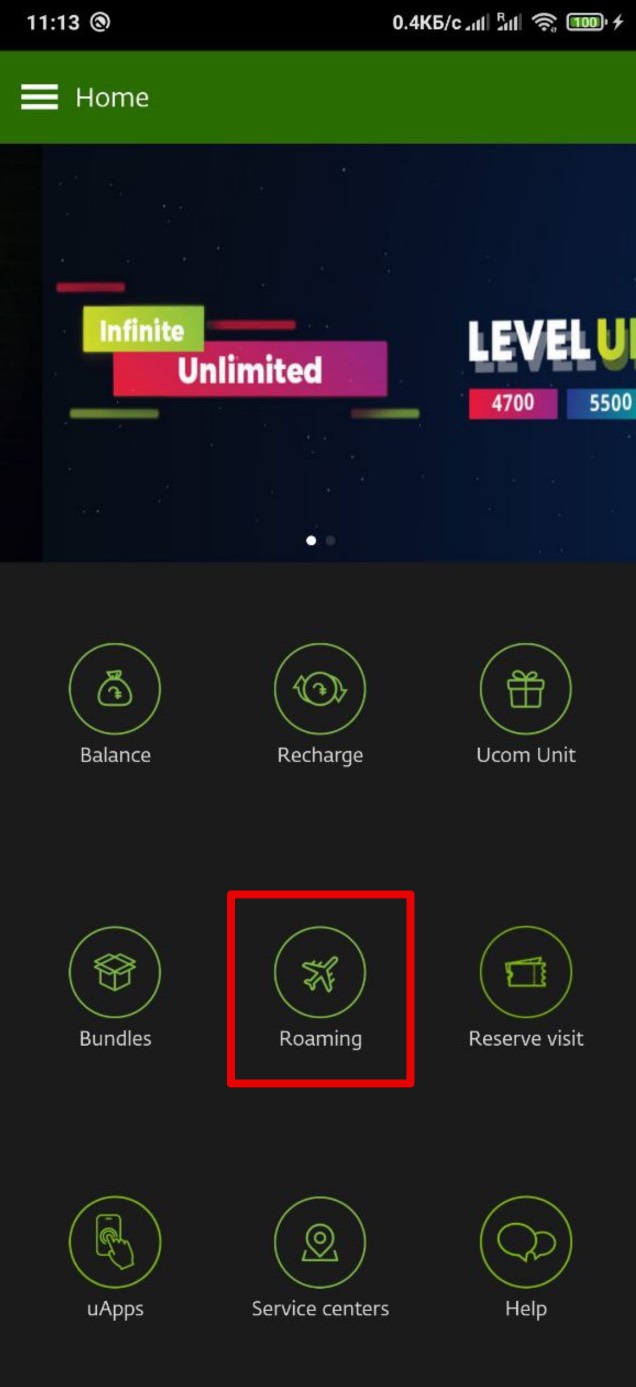 11:13 0.4КБ/с R 100
Home
Infinite
Unlimited
LEVEL
4700 5500
Balance Recharge Ucom Unit
Bundles Roaming Reserve visit
uApps Service centers Help